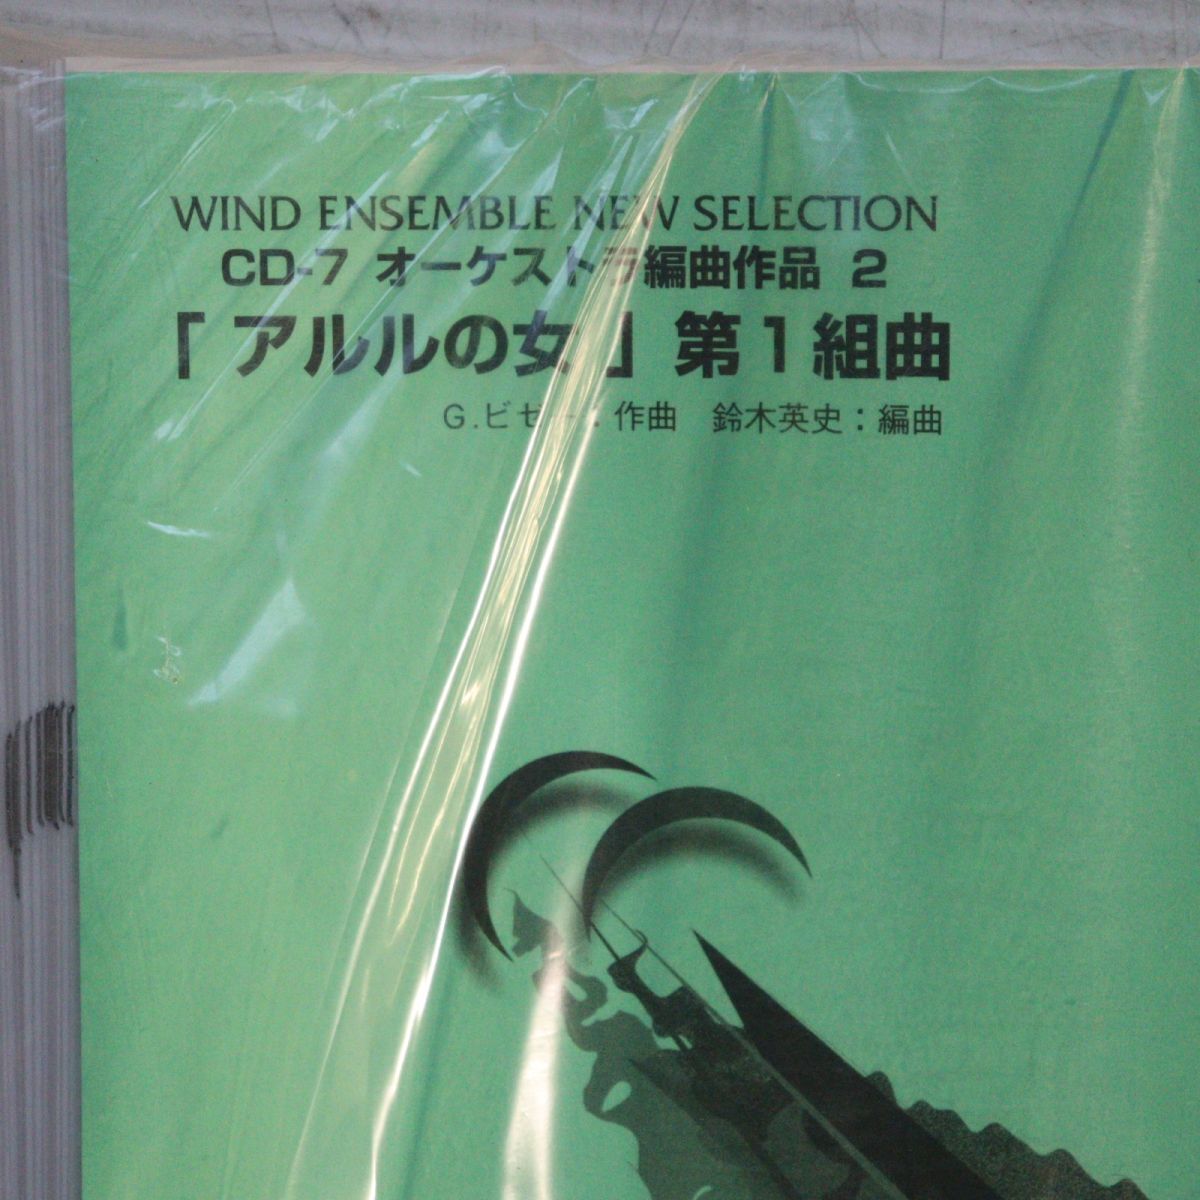 WIND ENSEMBLE NEW SELECTION
CD-7 オーケストラ編曲作品 2
「アルルの女」第1組曲
G.ビゼー：作曲 鈴木英史：編曲